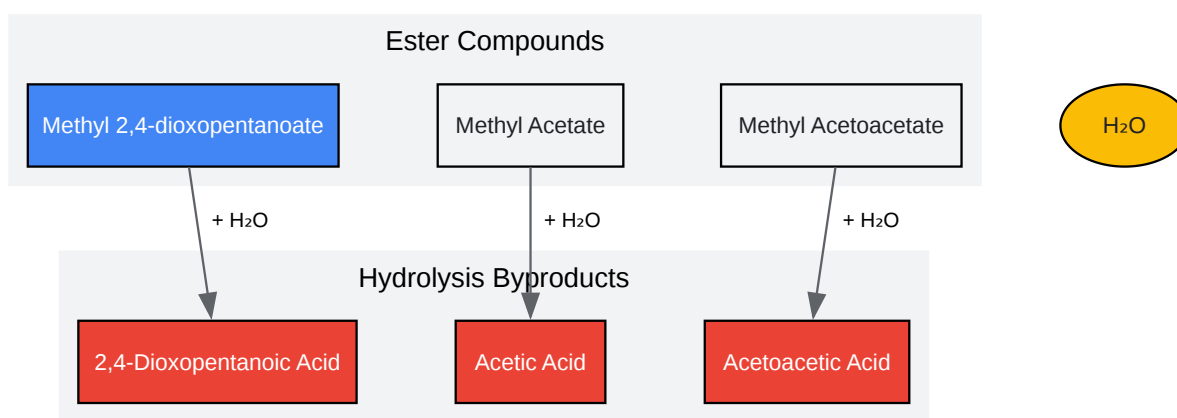 Ester Compounds
Methyl 2,4-dioxopentanoate
Methyl Acetate
Methyl Acetoacetate
H₂O
+ H₂O
+ H₂O
+ H₂O
Hydrolysis Byproducts
2,4-Dioxopentanoic Acid
Acetic Acid
Acetoacetic Acid